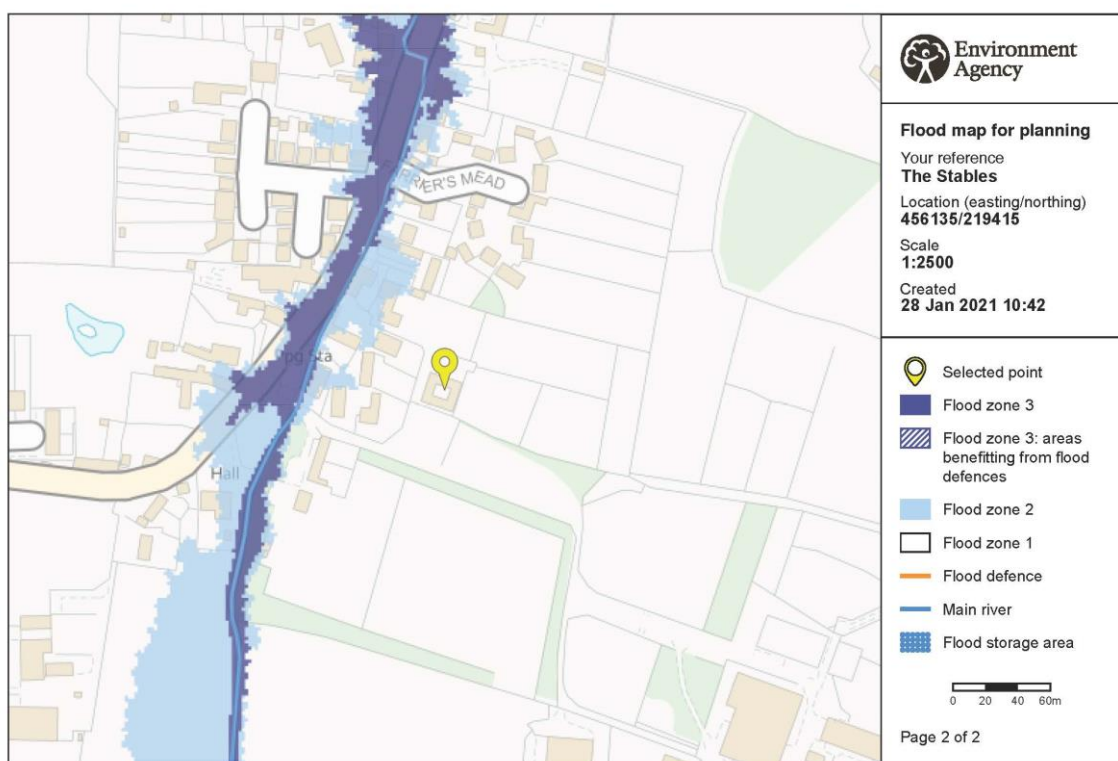 Environment
Agency
Flood map for planning
Your reference
The Stables
Location (easting/northing)
456135/219415
Scale
1:2500
Created
28 Jan 2021 10:42
Selected point
Flood zone 3
Flood zone 3: areas
benefitting from flood
defences
Flood zone 2
Flood zone 1
Flood defence
Main river
Flood storage area
0 20 40 60m
Page 2 of 2
RIER'S MEAD
Sta
Hall